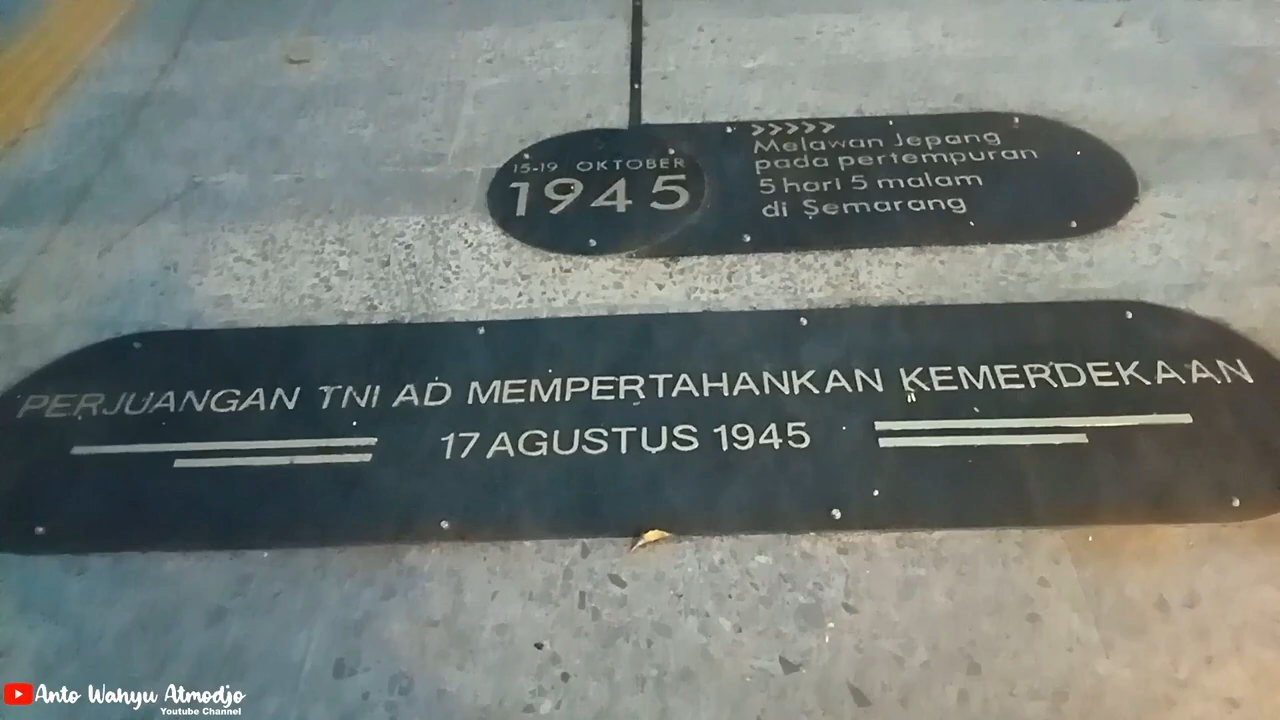 15-19 OKTOBER
1945
>>>>>
Melawan Jepang
pada pertempuran
5 hari 5 malam
di Semarang
PERJUANGAN TNI AD MEMPERTAHANKAN KEMERDEKAAN
17 AGUSTUS 1945
Anto Wahyu Atmodjo
Youtube Channel